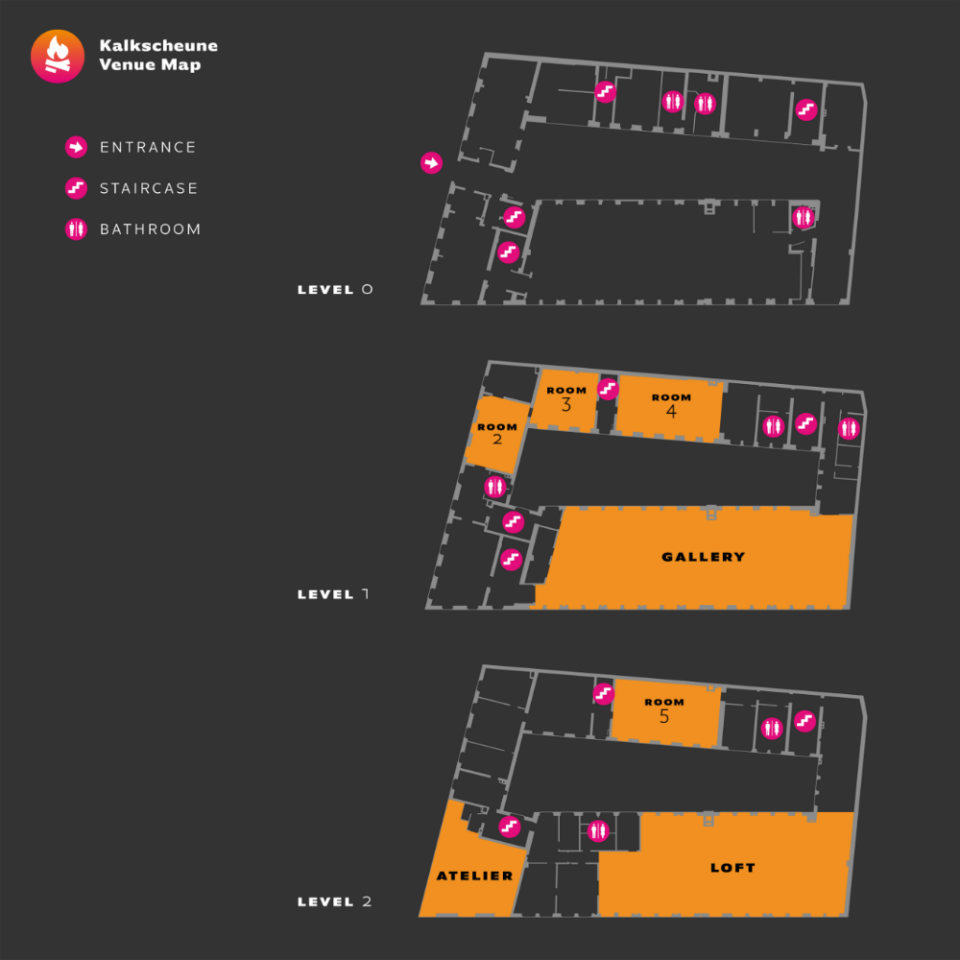 Kalkscheune
Venue Map
ENTRANCE
STAIRCASE
BATHROOM
LEVEL 0
ROOM
3
ROOM
4
ROOM
2
GALLERY
LEVEL 1
ROOM
5
ATELIER
LOFT
LEVEL 2